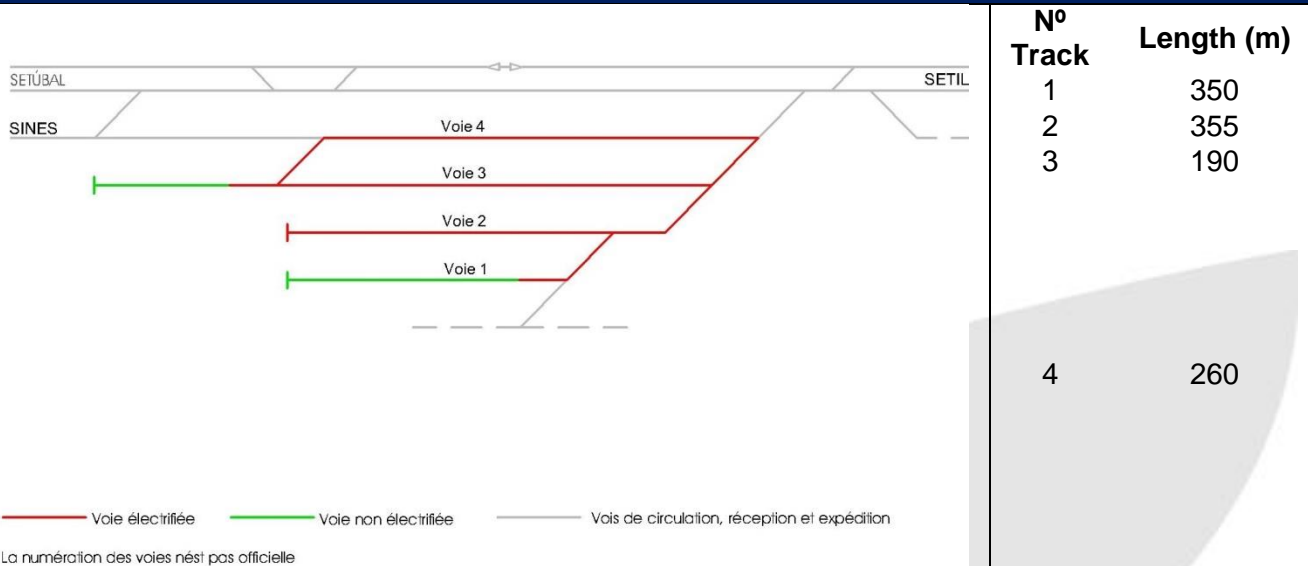 SETÚBAL
SETIL
SINES
Voie 4
Voie 3
Voie 2
Voie 1
Voie électrifiée
Voie non électrifiée
Vois de circulation, réception et expédition
La numération des voies nést pas officielle
Nº Track Length (m)
1 350
2 355
3 190
4 260